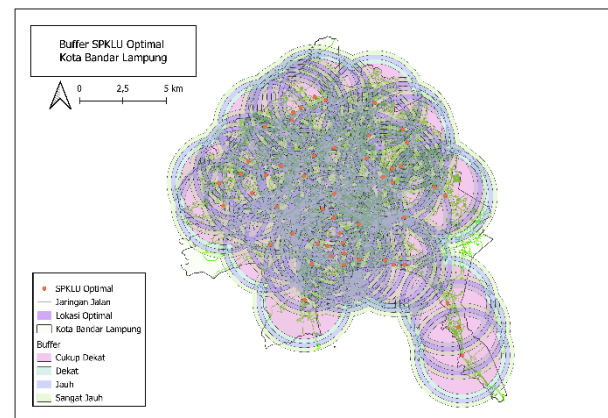 Buffer SPKLU Optimal
Kota Bandar Lampung
0 2,5 5 km
SPKLU Optimal
Jaringan Jalan
Lokasi Optimal
Kota Bandar Lampung
Buffer
Cukup Dekat
Dekat
Jauh
Sangat Jauh